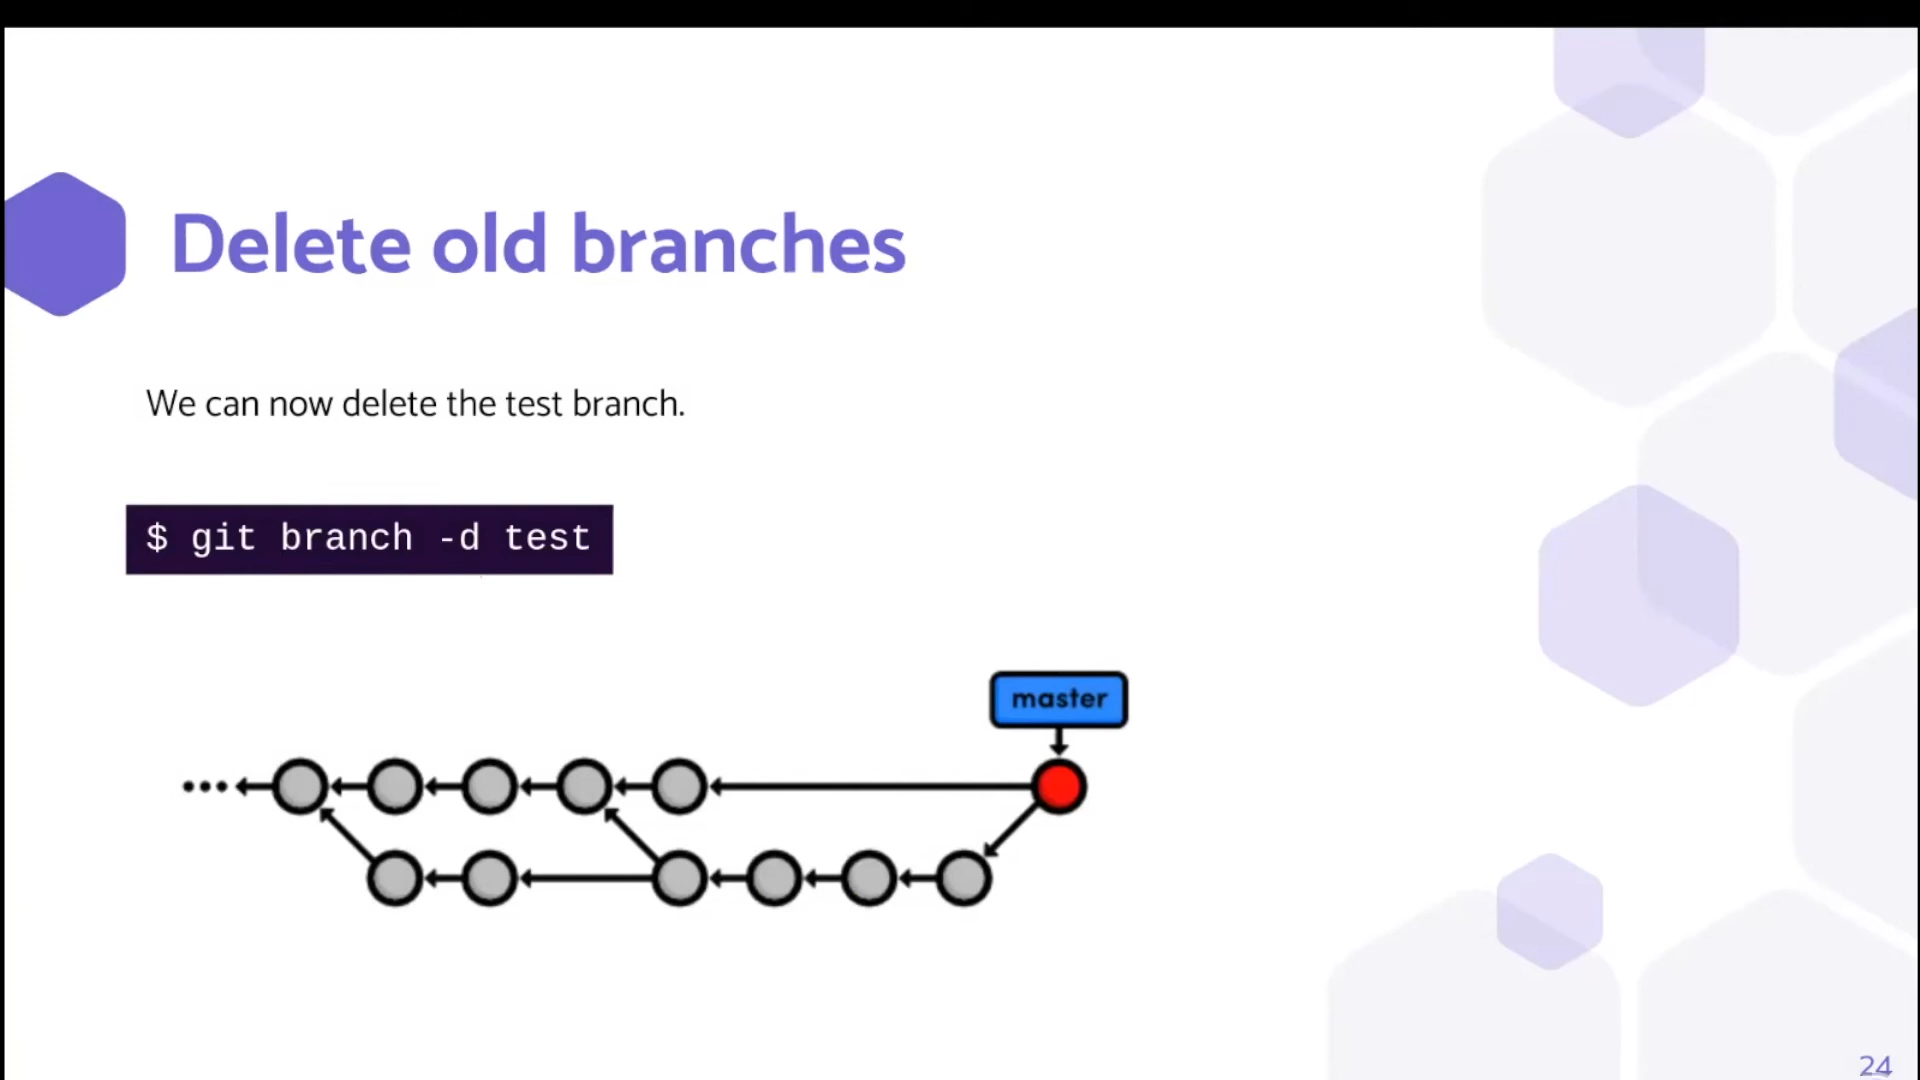 Delete old branches
We can now delete the test branch.
$ git branch -d test
master
24